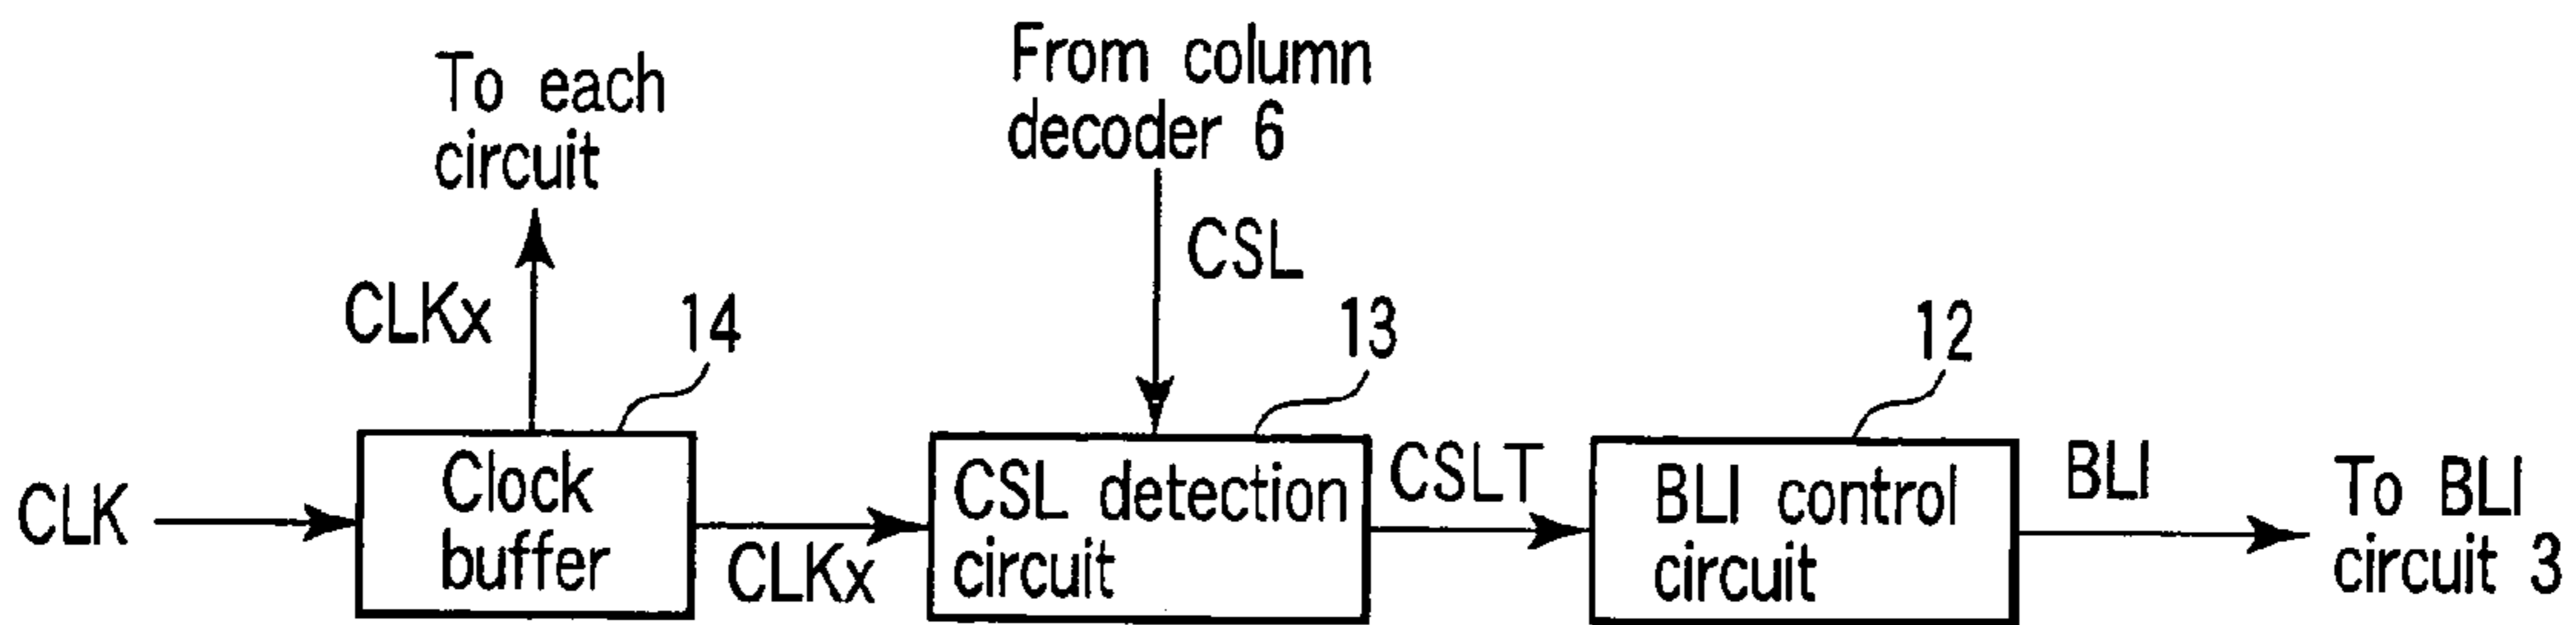 To each
circuit
From column
decoder 6
CSL
CLKx
14
13
12
CLK
Clock
buffer
CLKx
CSL detection
circuit
CSLT
BLI control
circuit
BLI
To BLI
circuit 3